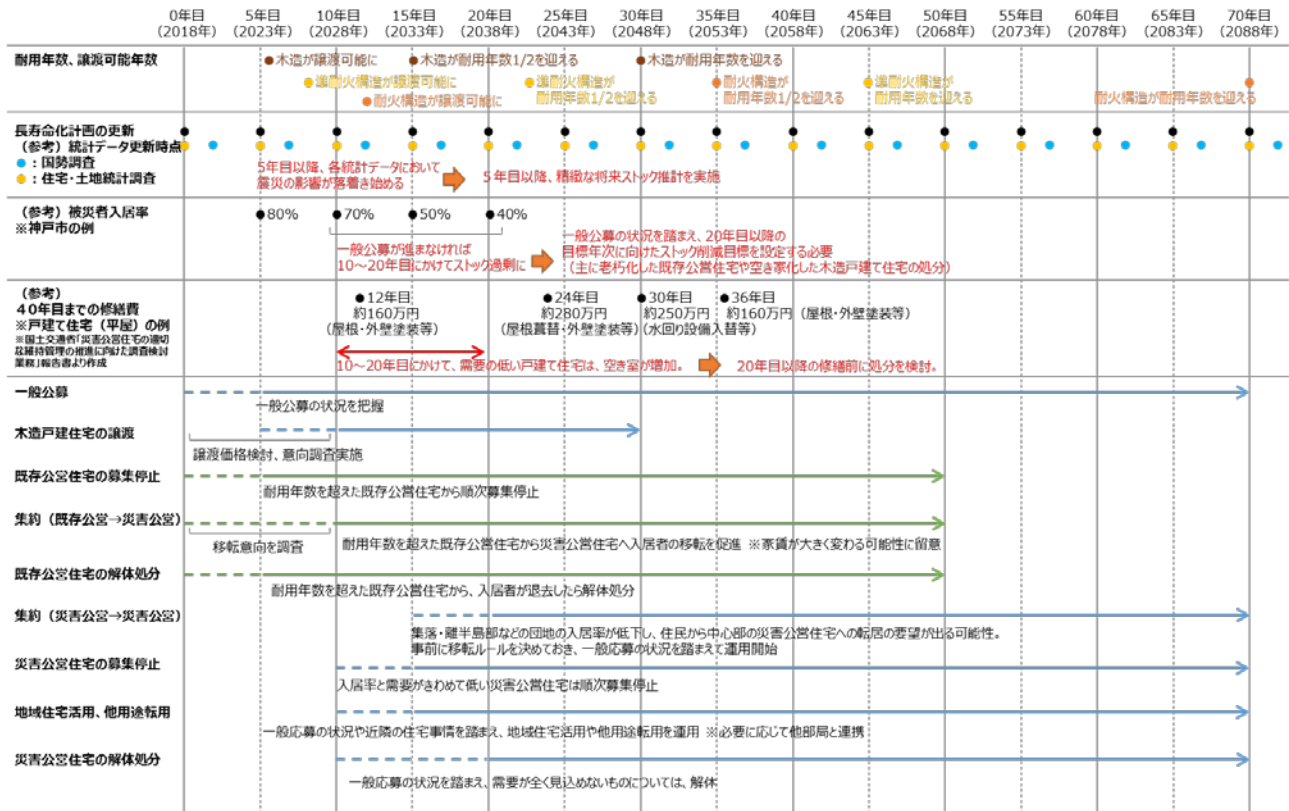 0年目 5年目 10年目 15年目 20年目 25年目 30年目 35年目 40年目 45年目 50年目 55年目 60年目 65年目 70年目
(2018年) (2023年) (2028年) (2033年) (2038年) (2043年) (2048年) (2053年) (2058年) (2063年) (2068年) (2073年) (2078年) (2083年) (2088年)
耐用年数、譲渡可能年数
木造が譲渡可能に
木造が耐用年数1/2を迎える
木造が耐用年数を迎える
準耐火構造が譲渡可能に
準耐火構造が
耐用年数1/2を迎える
耐火構造が
耐用年数1/2を迎える
準耐火構造が
耐用年数を迎える
耐火構造が譲渡可能に
耐火構造が耐用年数を迎える
長寿命化計画の更新
（参考）統計データ更新時点
：国勢調査
：住宅・土地統計調査
5年目以降、各統計データにおいて
震災の影響が落着き始める
５年目以降、精緻な将来ストック推計を実施
（参考）被災者入居率
※神戸市の例
80% 70% 50% 40%
一般公募が進まなければ
10～20年目にかけてストック過剰に
一般公募の状況を踏まえ、20年目以降の
目標年次に向けたストック削減目標を設定する必要
（主に老朽化した既存公営住宅や空き家化した木造戸建て住宅の処分）
（参考）
４０年目までの修繕費
※戸建て住宅（平屋）の例
※国土交通省「災害公営住宅の適切
な維持管理の推進に向けた調査検討
業務」報告書より作成
12年目
約160万円
（屋根・外壁塗装等）
24年目
約280万円
（屋根葺替・外壁塗装等）
30年目
約250万円
（水回り設備入替等）
36年目
約160万円（屋根・外壁塗装等）
10～20年目にかけて、需要の低い戸建て住宅は、空き室が増加。
20年目以降の修繕前に処分を検討。
一般公募
一般公募の状況を把握
木造戸建住宅の譲渡
譲渡価格検討、意向調査実施
既存公営住宅の募集停止
耐用年数を超えた既存公営住宅から順次募集停止
集約（既存公営→災害公営）
移転意向を調査
耐用年数を超えた既存公営住宅から災害公営住宅へ入居者の移転を促進 ※家賃が大きく変わる可能性に留意
既存公営住宅の解体処分
耐用年数を超えた既存公営住宅から、入居者が退去したら解体処分
集約（災害公営→災害公営）
集落・離半島部などの団地の入居率が低下し、住民から中心部の災害公営住宅への転居の要望が出る可能性。
事前に移転ルールを決めておき、一般応募の状況を踏まえて運用開始
災害公営住宅の募集停止
入居率と需要がきわめて低い災害公営住宅は順次募集停止
地域住宅活用、他用途転用
一般応募の状況や近隣の住宅事情を踏まえ、地域住宅活用や他用途転用を運用 ※必要に応じて他部局と連携
災害公営住宅の解体処分
一般応募の状況を踏まえ、需要が全く見込めないものについては、解体